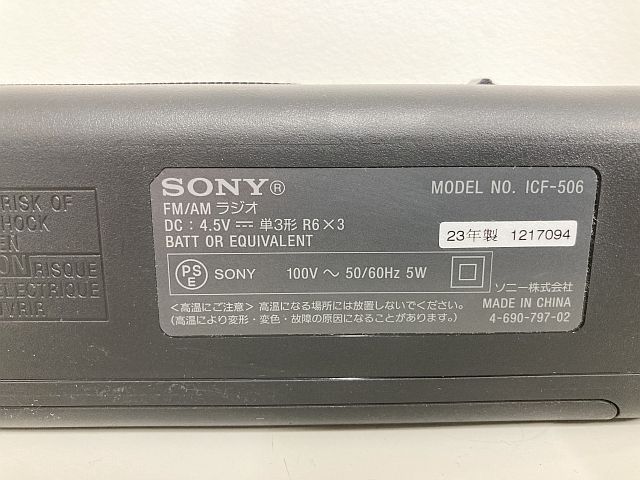 RISK OF
SHOCK
EN
ON RISQUE
ELECTRIQUE
UVRIR
SONY®
FM/AM ラジオ
DC : 4.5V ⎓ 単3形 R6×3
BATT OR EQUIVALENT
MODEL NO. ICF-506
23年製 1217094
PSE SONY 100V ～ 50/60Hz 5W
ソニー株式会社
<高温にご注意> 高温になる場所には放置しないでください。
(高温により変形・変色・故障の原因になることがあります。)
MADE IN CHINA
4-690-797-02